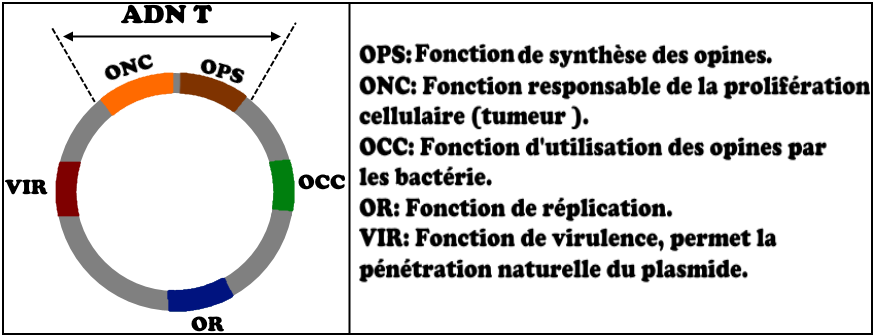 ADN T
ONC
OPS
VIR
OCC
OR
OPS: Fonction de synthèse des opines.
ONC: Fonction responsable de la prolifération
cellulaire (tumeur ).
OCC: Fonction d'utilisation des opines par
les bactérie.
OR: Fonction de réplication.
VIR: Fonction de virulence, permet la
pénétration naturelle du plasmide.